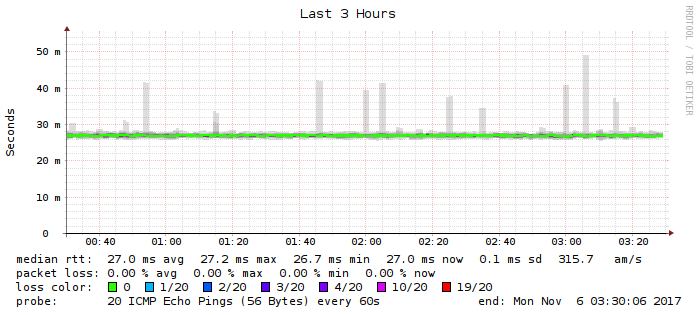 Last 3 Hours
RRDTOOL / TOBI OETIKER
Seconds
50 m
40 m
30 m
20 m
10 m
0
00:40 01:00 01:20 01:40 02:00 02:20 02:40 03:00 03:20
median rtt: 27.0 ms avg 27.2 ms max 26.7 ms min 27.0 ms now 0.1 ms sd 315.7 am/s
packet loss: 0.00 % avg 0.00 % max 0.00 % min 0.00 % now
loss color: 0 1/20 2/20 3/20 4/20 10/20 19/20
probe: 20 ICMP Echo Pings (56 Bytes) every 60s end: Mon Nov 6 03:30:06 2017